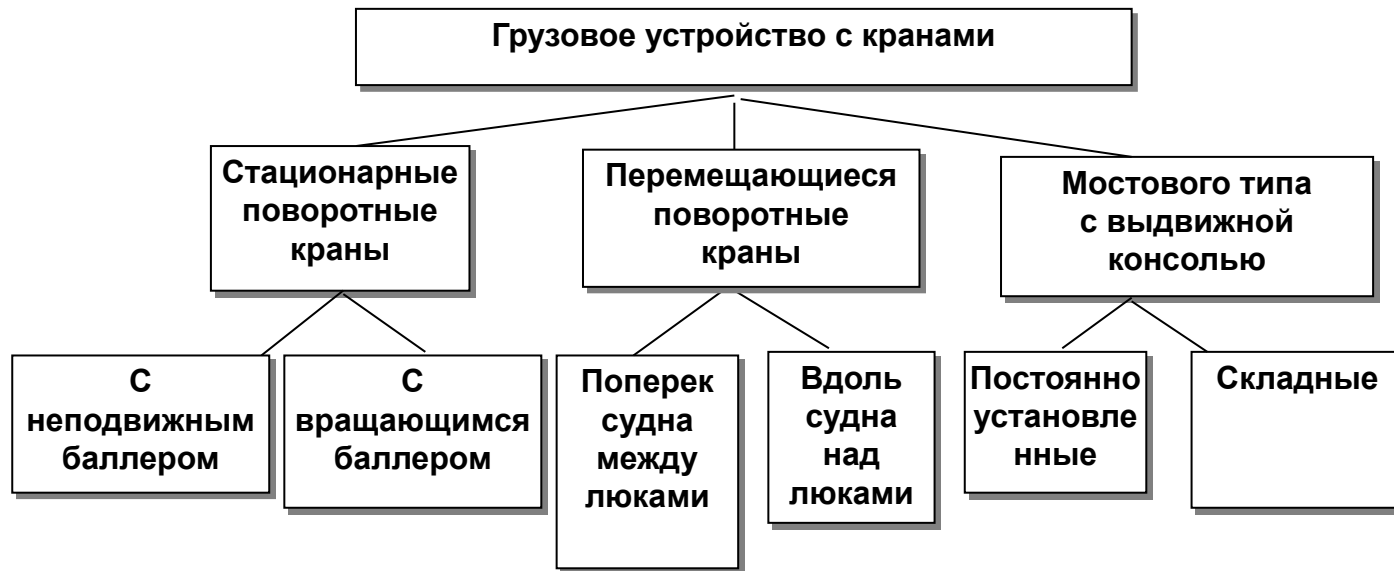 Грузовое устройство с кранами
Стационарные
поворотные
краны
Перемещающиеся
поворотные
краны
Мостового типа
с выдвижной
консолью
С
неподвижным
баллером
С
вращающимся
баллером
Поперек
судна
между
люками
Вдоль
судна
над
люками
Постоянно
установле
нные
Складные